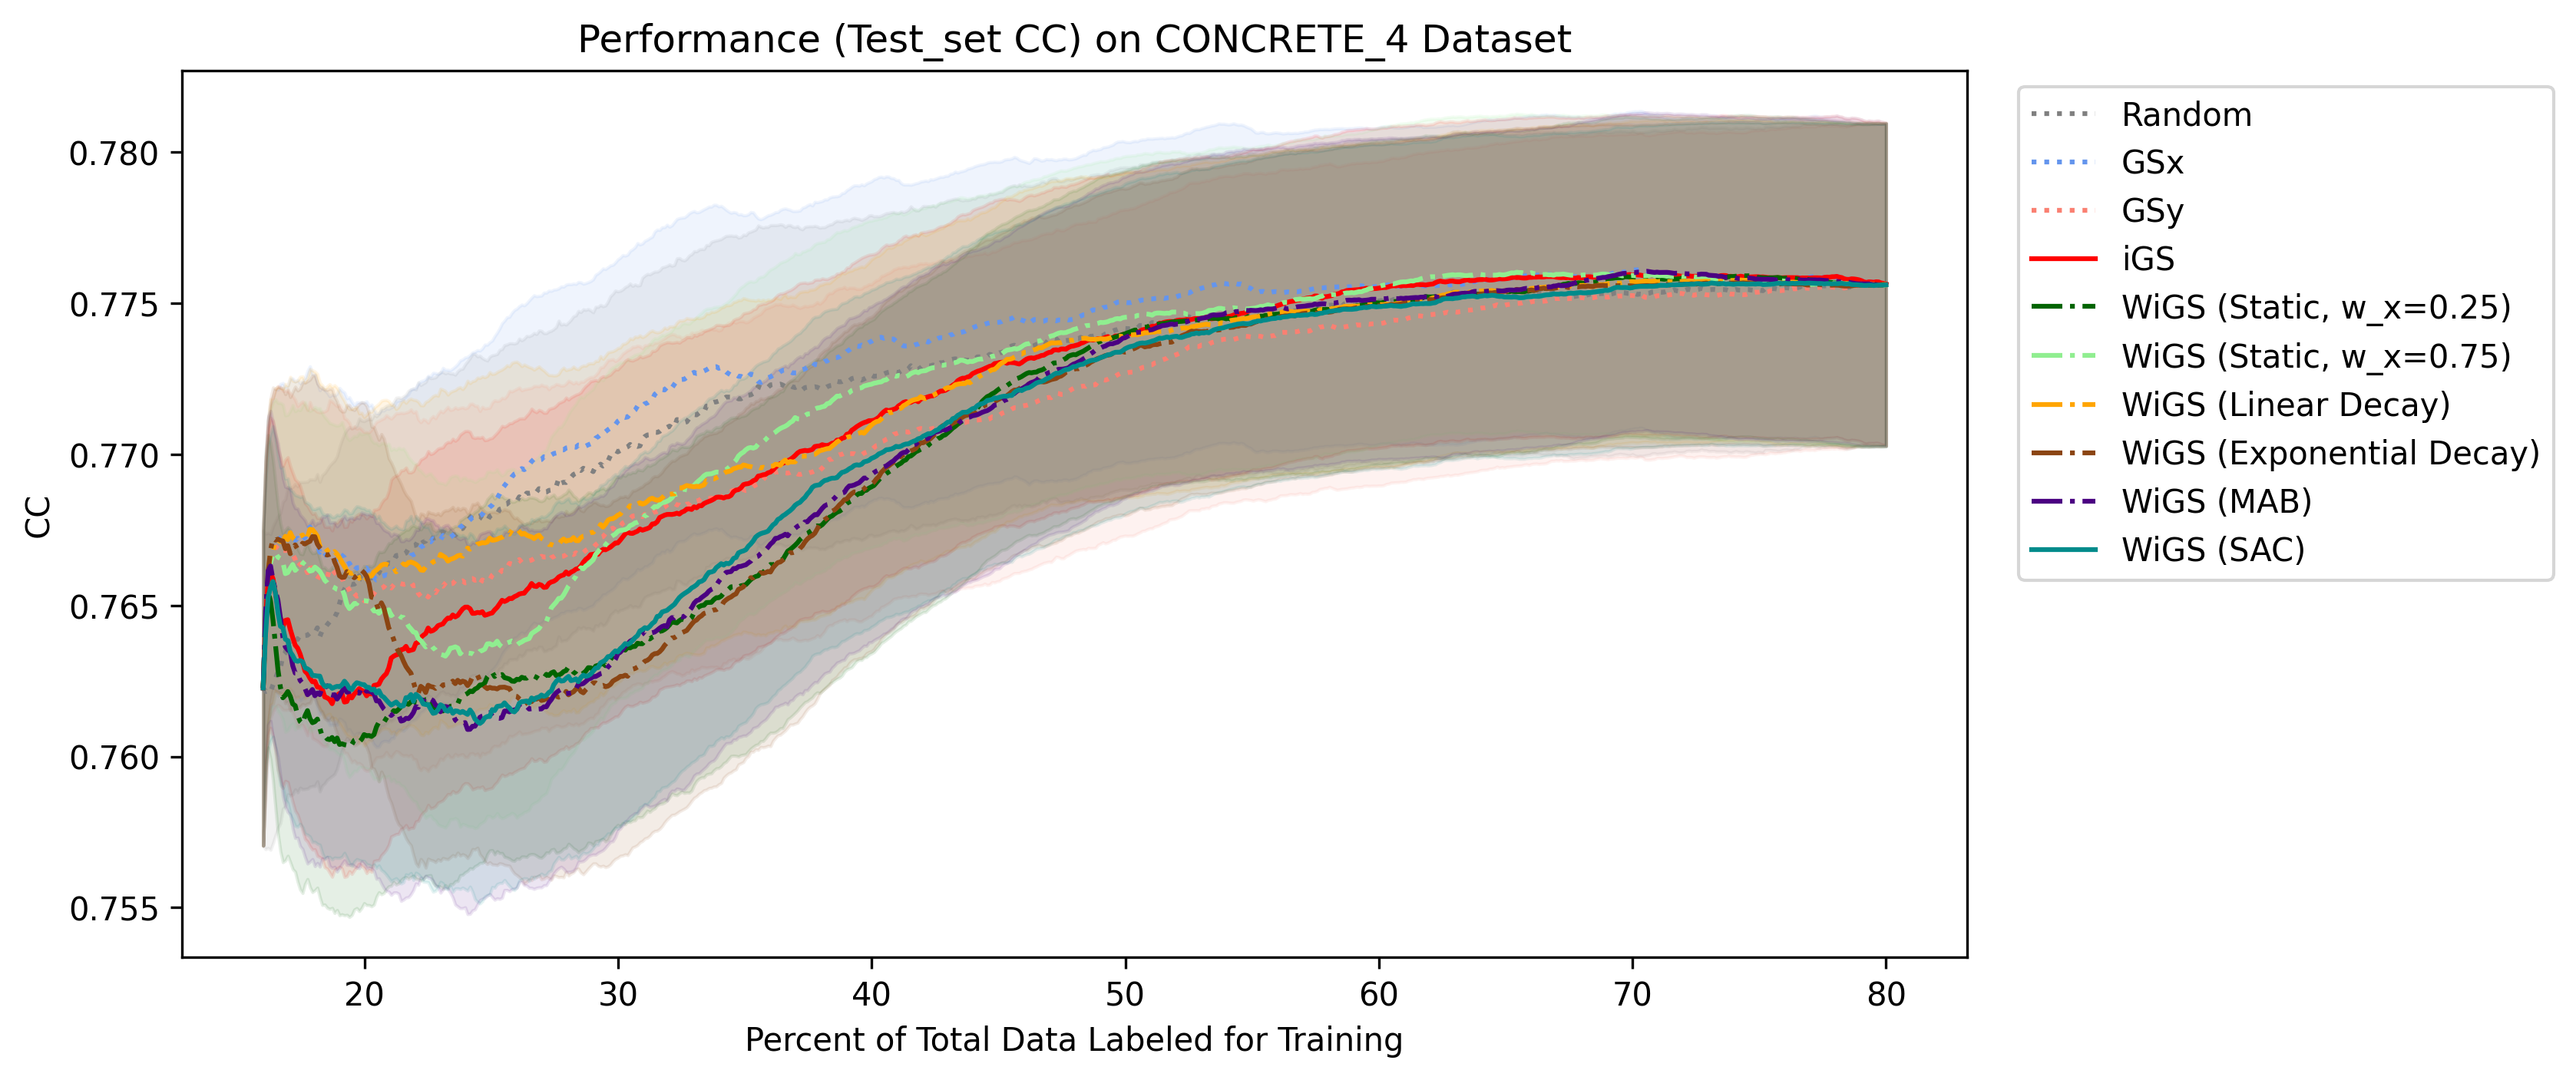 Performance (Test_set CC) on CONCRETE_4 Dataset
CC
0.780
0.775
0.770
0.765
0.760
0.755
20 30 40 50 60 70 80
Percent of Total Data Labeled for Training
Random
GSx
GSy
iGS
WiGS (Static, w_x=0.25)
WiGS (Static, w_x=0.75)
WiGS (Linear Decay)
WiGS (Exponential Decay)
WiGS (MAB)
WiGS (SAC)